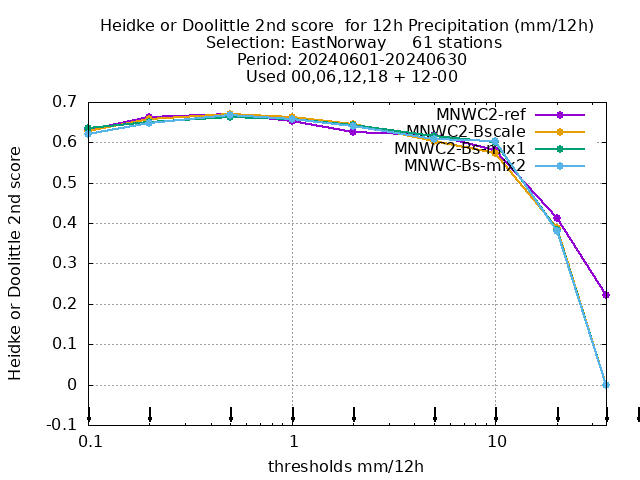 Heidke or Doolittle 2nd score  for 12h Precipitation (mm/12h)
Selection: EastNorway     61 stations
Period: 20240601-20240630
Used 00,06,12,18 + 12-00
MNWC2-ref
MNWC2-Bscale
MNWC2-Bs-mix1
MNWC-Bs-mix2
Heidke or Doolittle 2nd score
0.7
0.6
0.5
0.4
0.3
0.2
0.1
0
-0.1
0.1 1 10
thresholds mm/12h